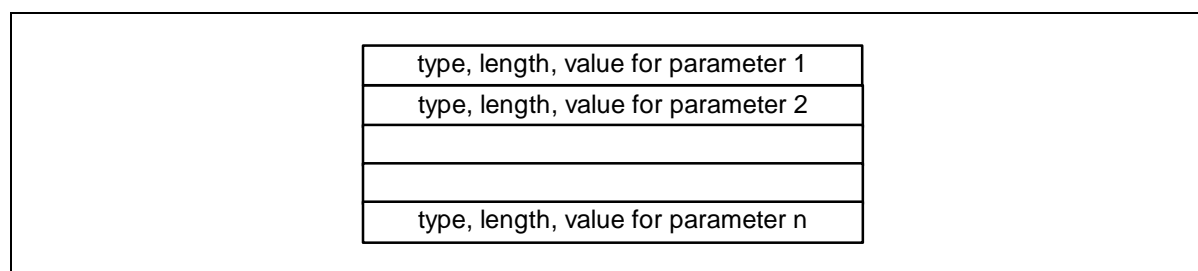 type, length, value for parameter 1
type, length, value for parameter 2
type, length, value for parameter n